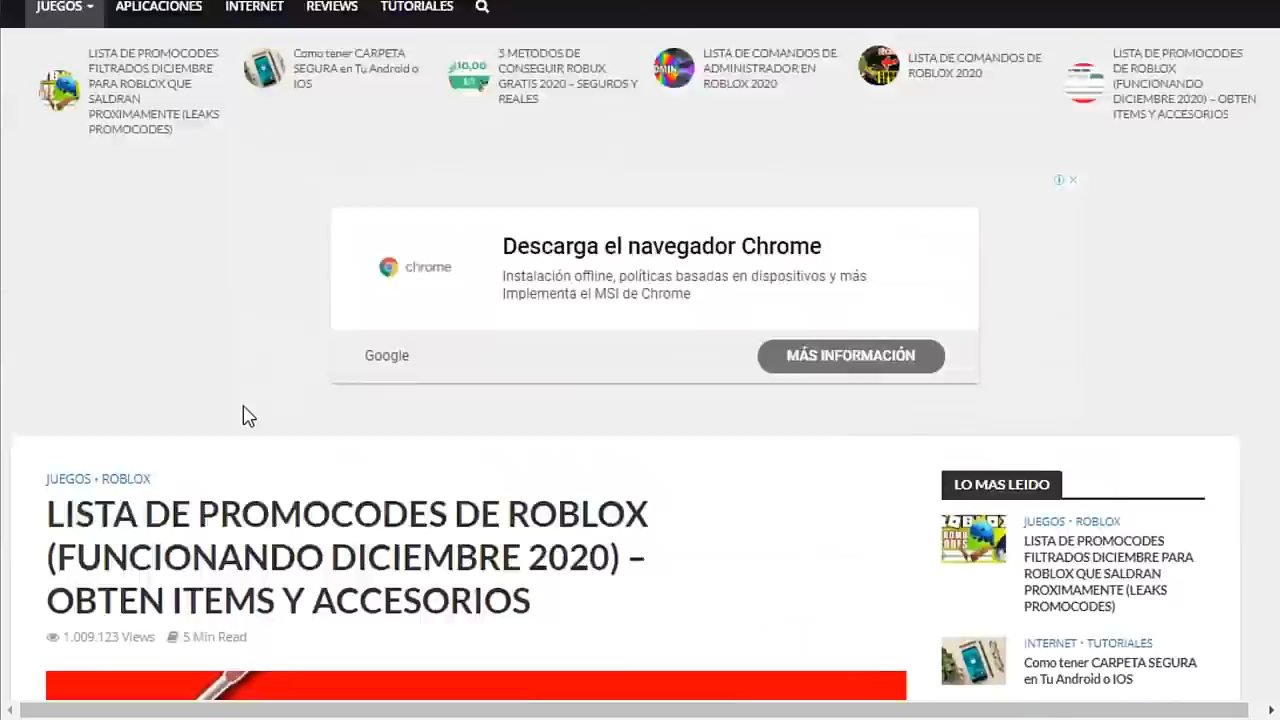 JUEGOS
APLICACIONES
INTERNET
REVIEWS
TUTORIALES
LISTA DE PROMOCODES
FILTRADOS DICIEMBRE
PARA ROBLOX QUE
SALDRAN
PROXIMAMENTE (LEAKS
PROMOCODES)
Como tener CARPETA
SEGURA en Tu Android o
IOS
10,00
3 METODOS DE
CONSEGUIR ROBUX
GRATIS 2020 – SEGUROS Y
REALES
LISTA DE COMANDOS DE
ADMINISTRADOR EN
ROBLOX 2020
LISTA DE COMANDOS DE
ROBLOX 2020
LISTA DE PROMOCODES
DE ROBLOX
(FUNCIONANDO
DICIEMBRE 2020) – OBTEN
ITEMS Y ACCESORIOS
chrome
Descarga el navegador Chrome
Instalación offline, políticas basadas en dispositivos y más
Implementa el MSI de Chrome
Google
MÁS INFORMACIÓN
JUEGOS • ROBLOX
LISTA DE PROMOCODES DE ROBLOX
(FUNCIONANDO DICIEMBRE 2020) –
OBTEN ITEMS Y ACCESORIOS
1.009.123 Views
5 Min Read
LO MAS LEIDO
JUEGOS • ROBLOX
LISTA DE PROMOCODES
FILTRADOS DICIEMBRE PARA
ROBLOX QUE SALDRAN
PROXIMAMENTE (LEAKS
PROMOCODES)
INTERNET • TUTORIALES
Como tener CARPETA SEGURA
en Tu Android o IOS